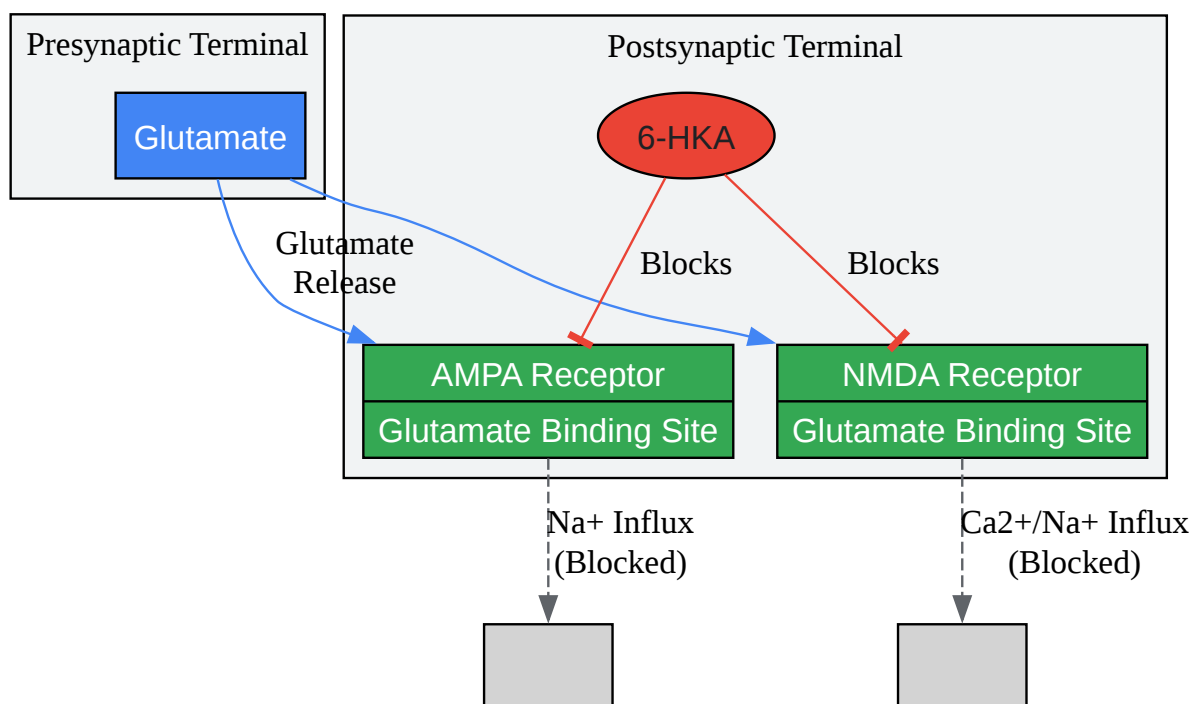 Presynaptic Terminal
Postsynaptic Terminal
Glutamate
6-HKA
Glutamate
Release
Blocks
Blocks
AMPA Receptor
Glutamate Binding Site
NMDA Receptor
Glutamate Binding Site
Na+ Influx
(Blocked)
Ca2+/Na+ Influx
(Blocked)